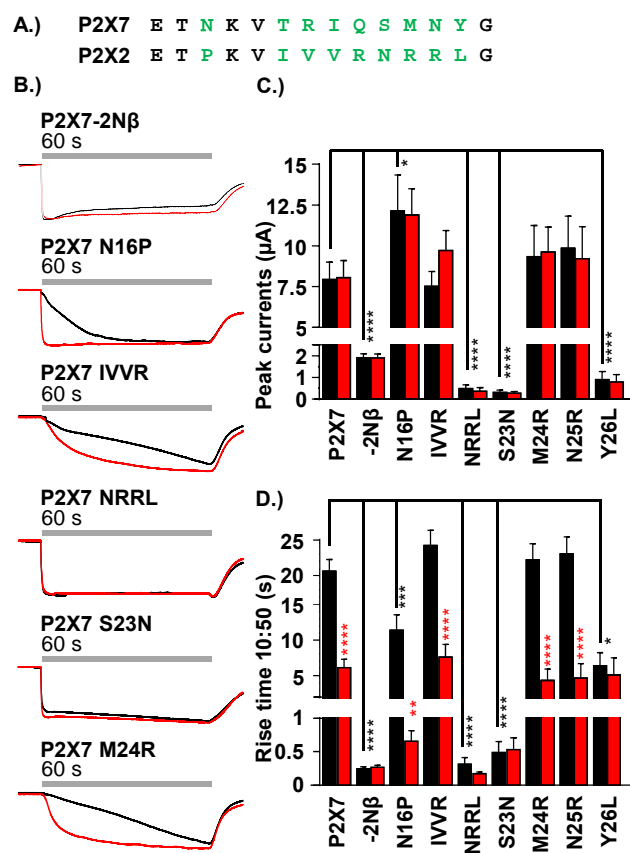 A.)
P2X7 E T N K V T R I Q S M N Y G
P2X2 E T P K V I V V R N R R L G
B.)
P2X7-2Nβ
60 s
P2X7 N16P
60 s
P2X7 IVVR
60 s
P2X7 NRRL
60 s
P2X7 S23N
60 s
P2X7 M24R
60 s
C.)
Peak currents (µA)
15
12.5
10
7.5
5
2
1
0
*
****
****
****
****
P2X7
-2Nβ
N16P
IVVR
NRRL
S23N
M24R
N25R
Y26L
D.)
Rise time 10:50 (s)
25
20
15
10
5
1
0.5
0
****
****
***
**
****
****
****
****
****
*
P2X7
-2Nβ
N16P
IVVR
NRRL
S23N
M24R
N25R
Y26L